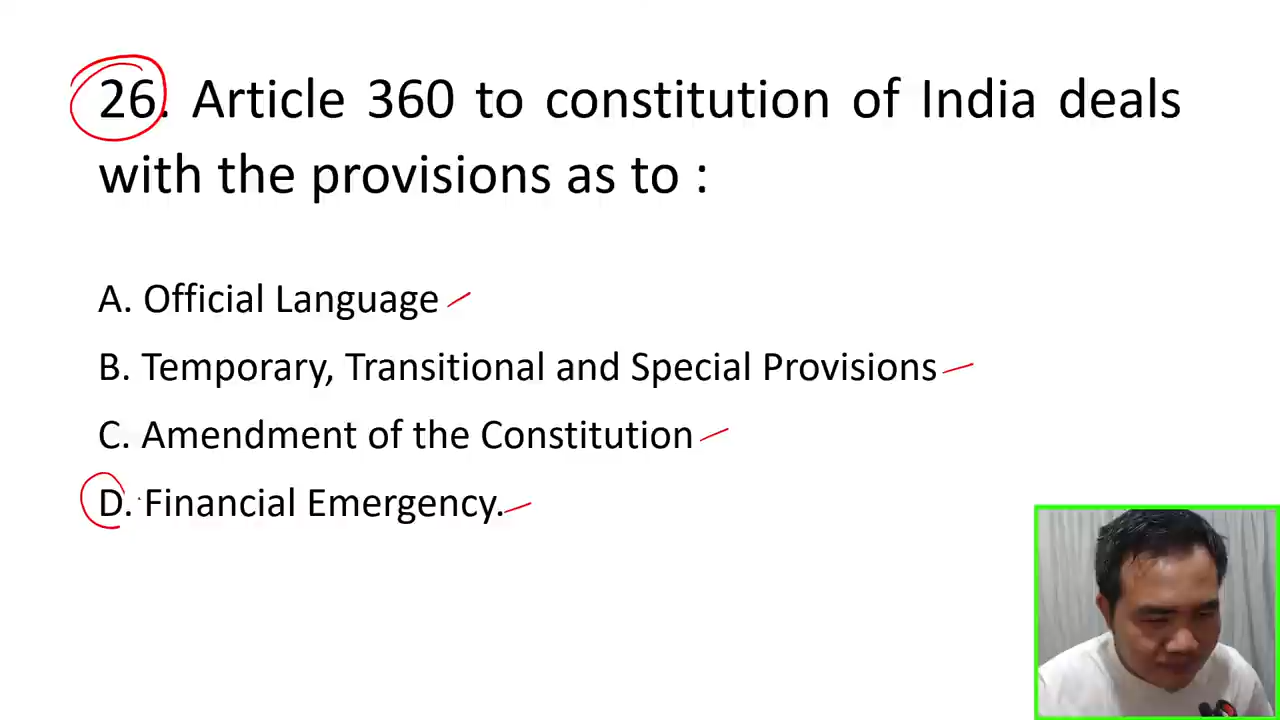 26. Article 360 to constitution of India deals
with the provisions as to :
A. Official Language
B. Temporary, Transitional and Special Provisions
C. Amendment of the Constitution
D. Financial Emergency.